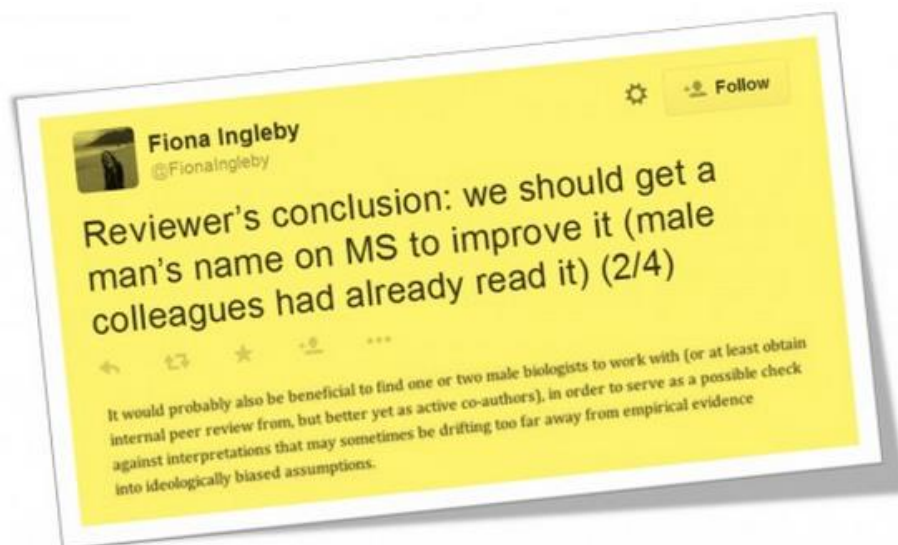 Fiona Ingleby
@FionaIngleby
Follow
Reviewer's conclusion: we should get a
man's name on MS to improve it (male
colleagues had already read it) (2/4)
It would probably also be beneficial to find one or two male biologists to work with (or at least obtain
internal peer review from, but better yet as active co-authors), in order to serve as a possible check
against interpretations that may sometimes be drifting too far away from empirical evidence
into ideologically biased assumptions.